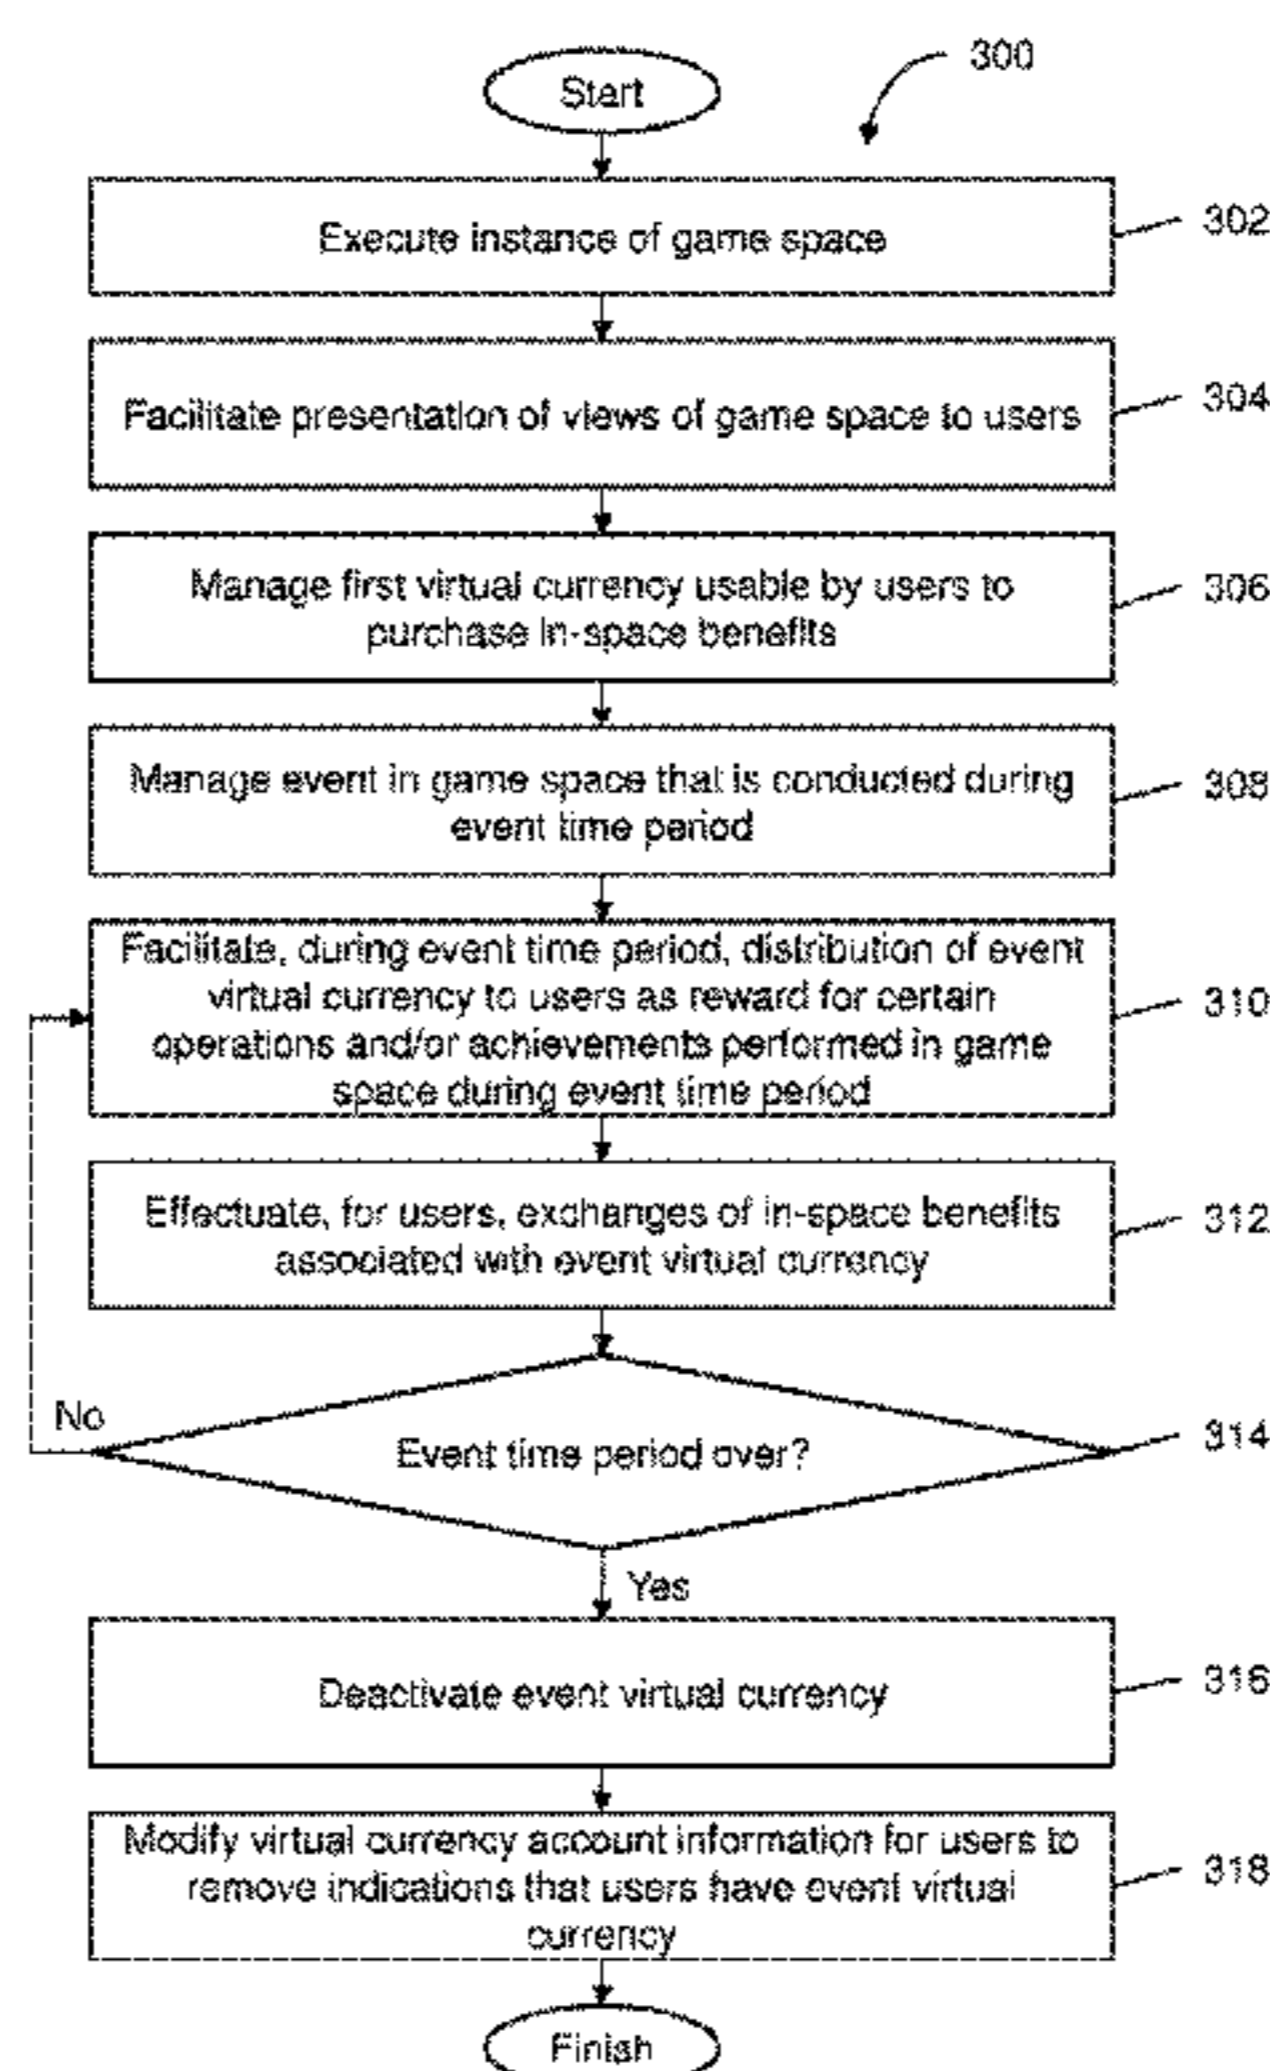 300
Start
Execute instance of game space
302
Facilitate presentation of views of game space to users
304
Manage first virtual currency usable by users to
purchase in-space benefits
306
Manage event in game space that is conducted during
event time period
308
Facilitate, during event time period, distribution of event
virtual currency to users as reward for certain
operations and/or achievements performed in game
space during event time period
310
Effectuate, for users, exchanges of in-space benefits
associated with event virtual currency
312
No
Event time period over?
314
Yes
Deactivate event virtual currency
316
Modify virtual currency account information for users to
remove indications that users have event virtual
currency
318
Finish